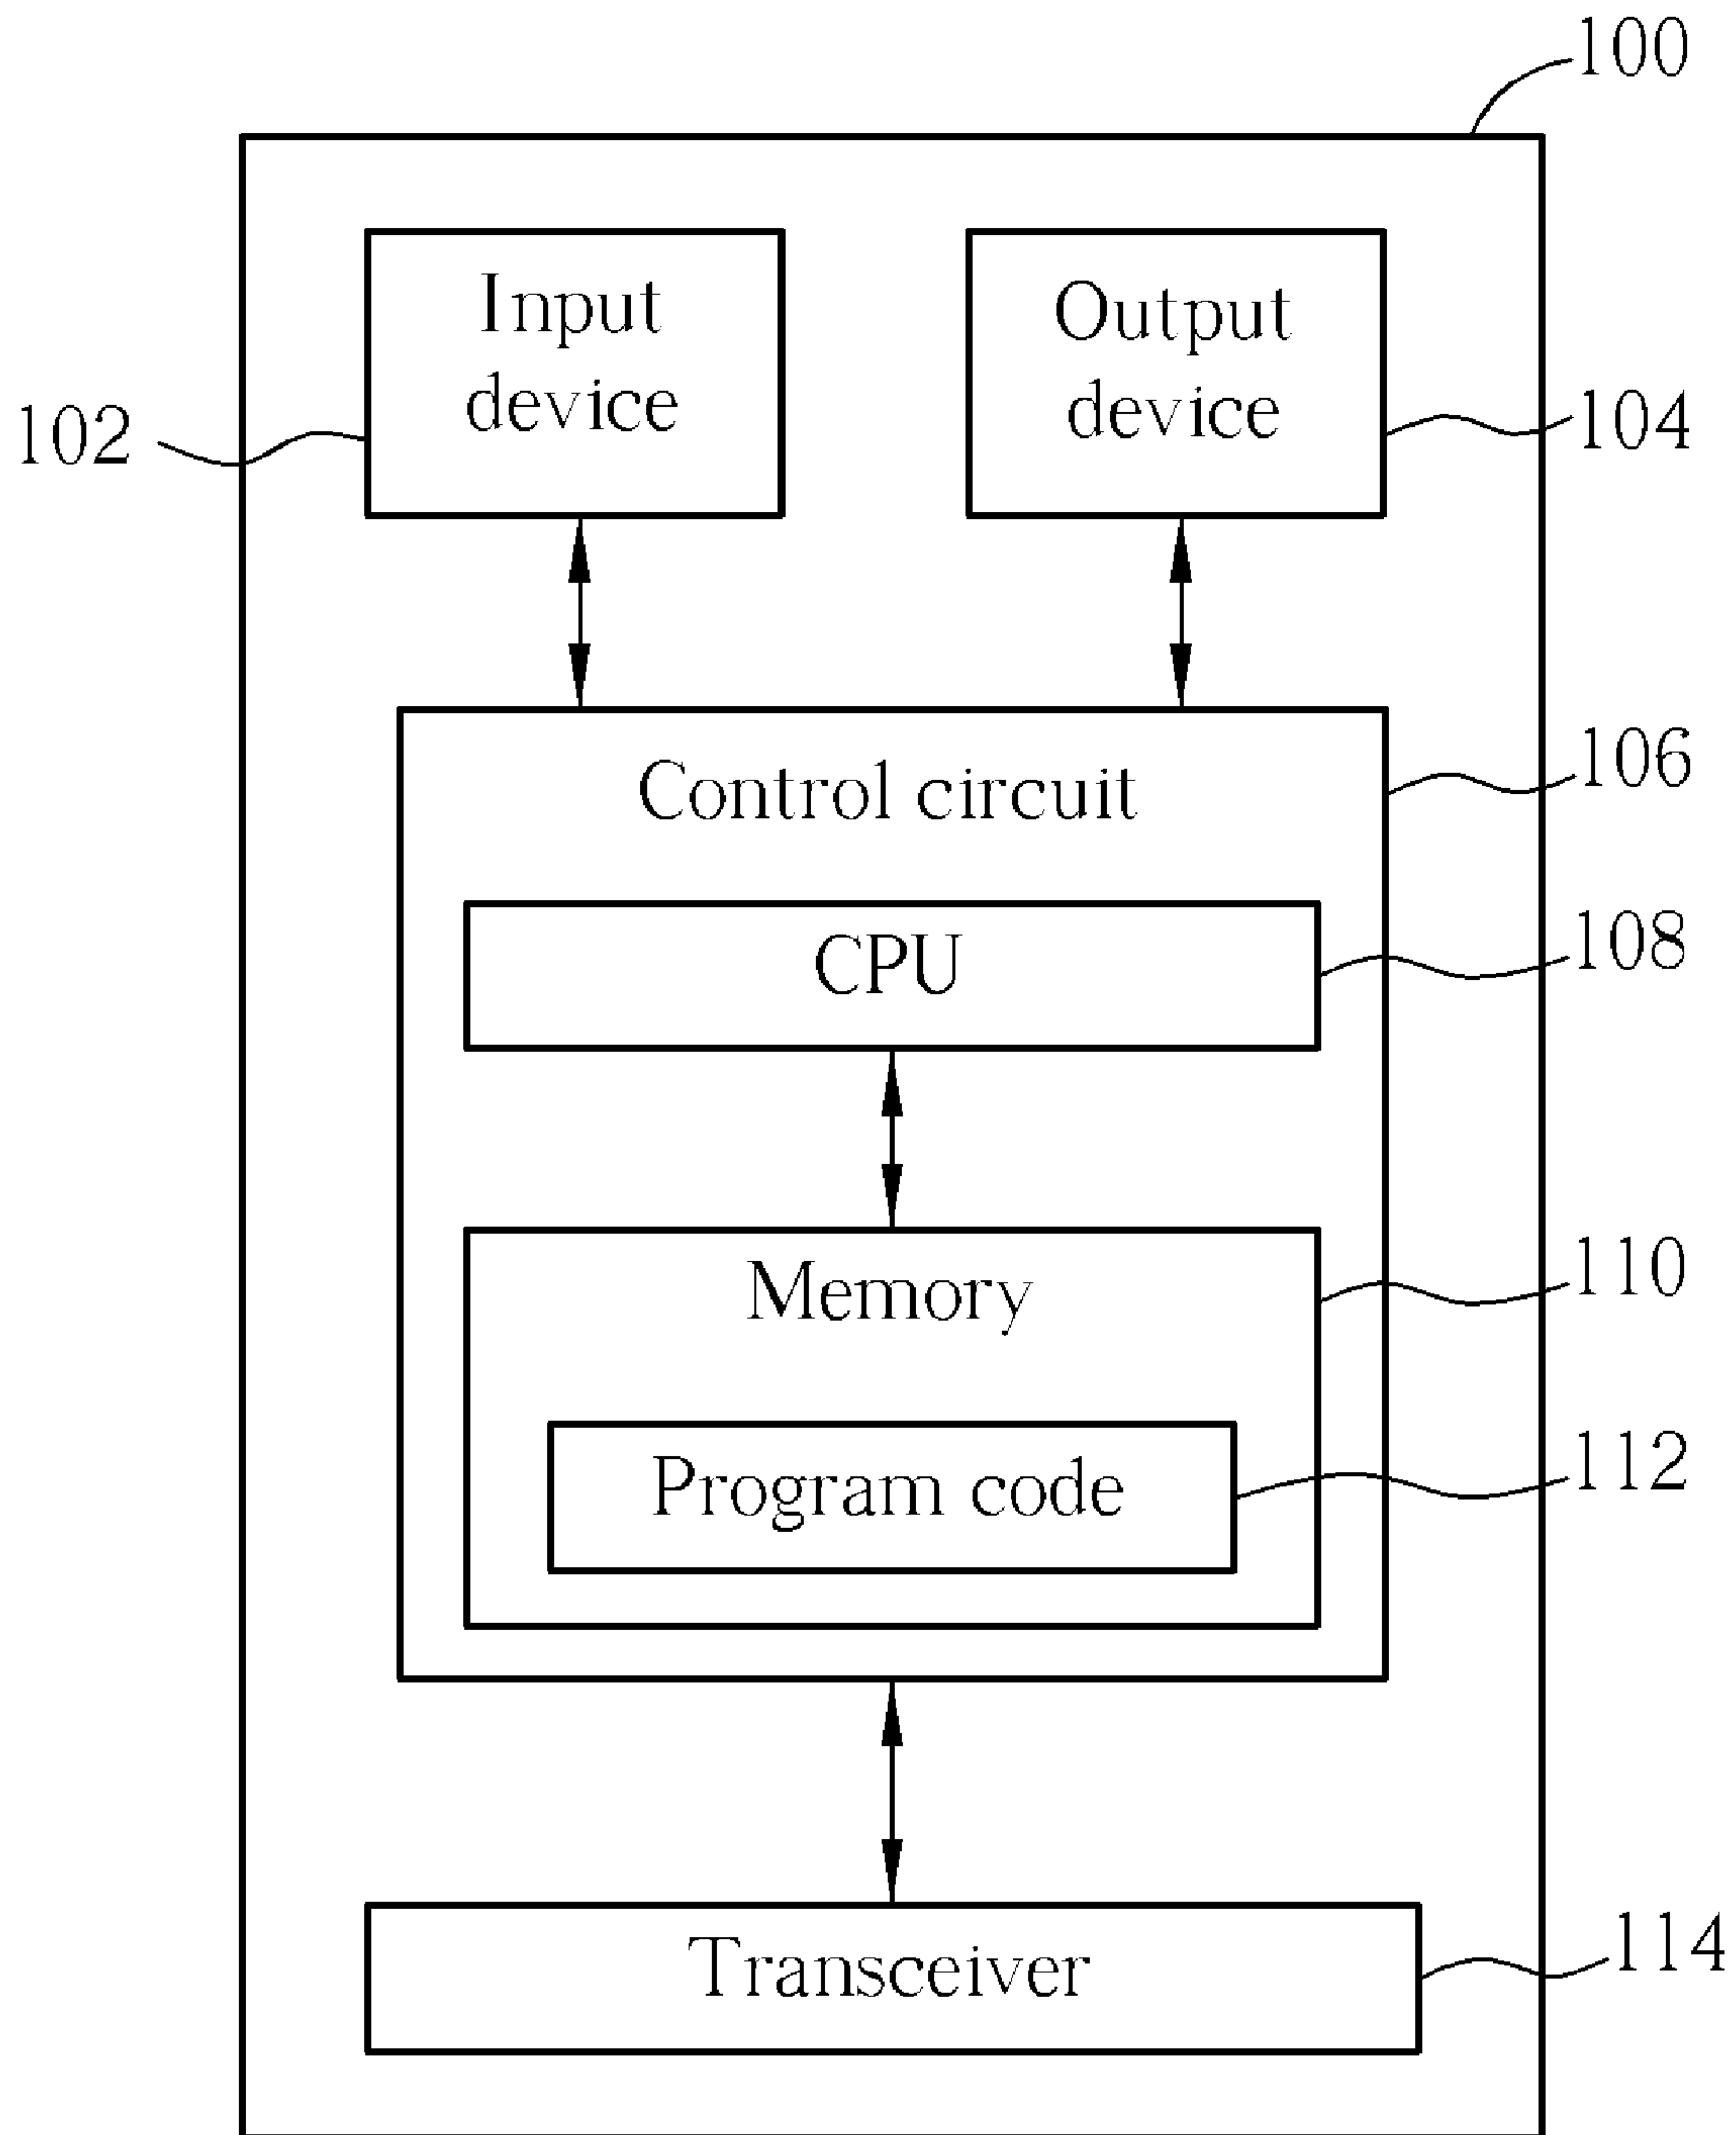 100
Input
device
Output
device
102
104
Control circuit
106
CPU
108
Memory
110
Program code
112
Transceiver
114